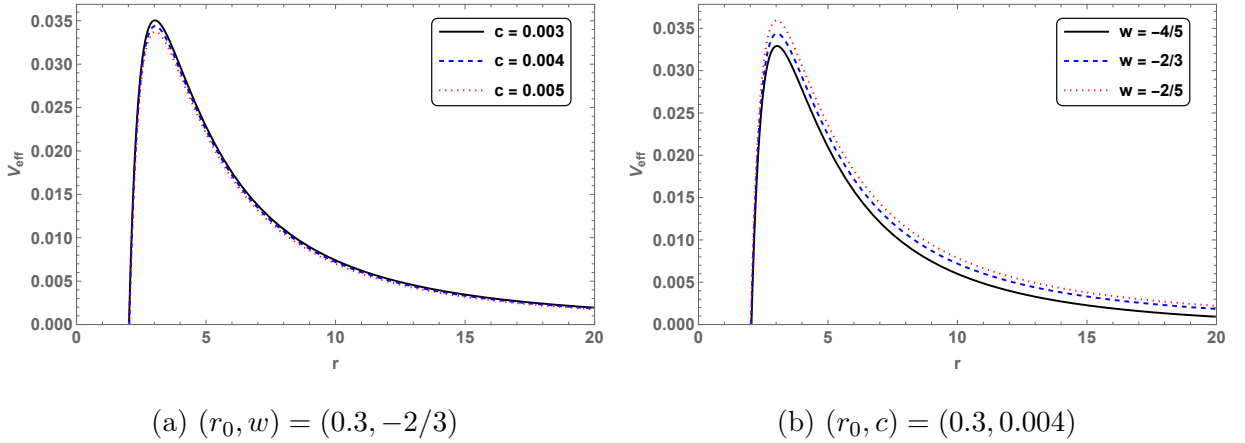 c = 0.003
c = 0.004
c = 0.005
0.035
0.030
0.025
0.020
0.015
0.010
0.005
0.000
V_eff
0 5 10 15 20
r
(a) (r₀, w) = (0.3, −2/3)
w = −4/5
w = −2/3
w = −2/5
0.035
0.030
0.025
0.020
0.015
0.010
0.005
0.000
V_eff
0 5 10 15 20
r
(b) (r₀, c) = (0.3, 0.004)